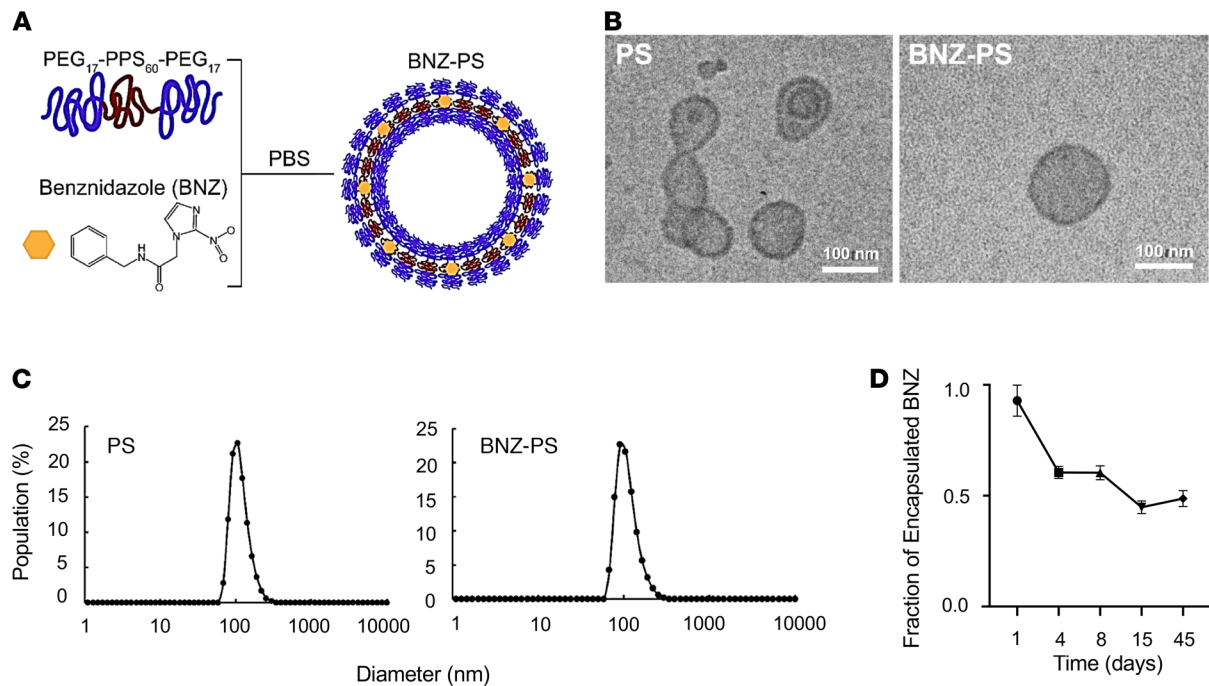 A
PEG17-PPS60-PEG17
Benznidazole (BNZ)
N
N
H
N
O
N
O
O
PBS
BNZ-PS
B
PS
100 nm
BNZ-PS
100 nm
C
Population (%)
25
20
15
10
5
0
PS
1
10
100
1000
10000
25
20
15
10
5
0
BNZ-PS
1
10
100
1000
10000
Diameter (nm)
D
Fraction of Encapsulated BNZ
1.0
0.5
0.0
1
4
8
15
45
Time (days)